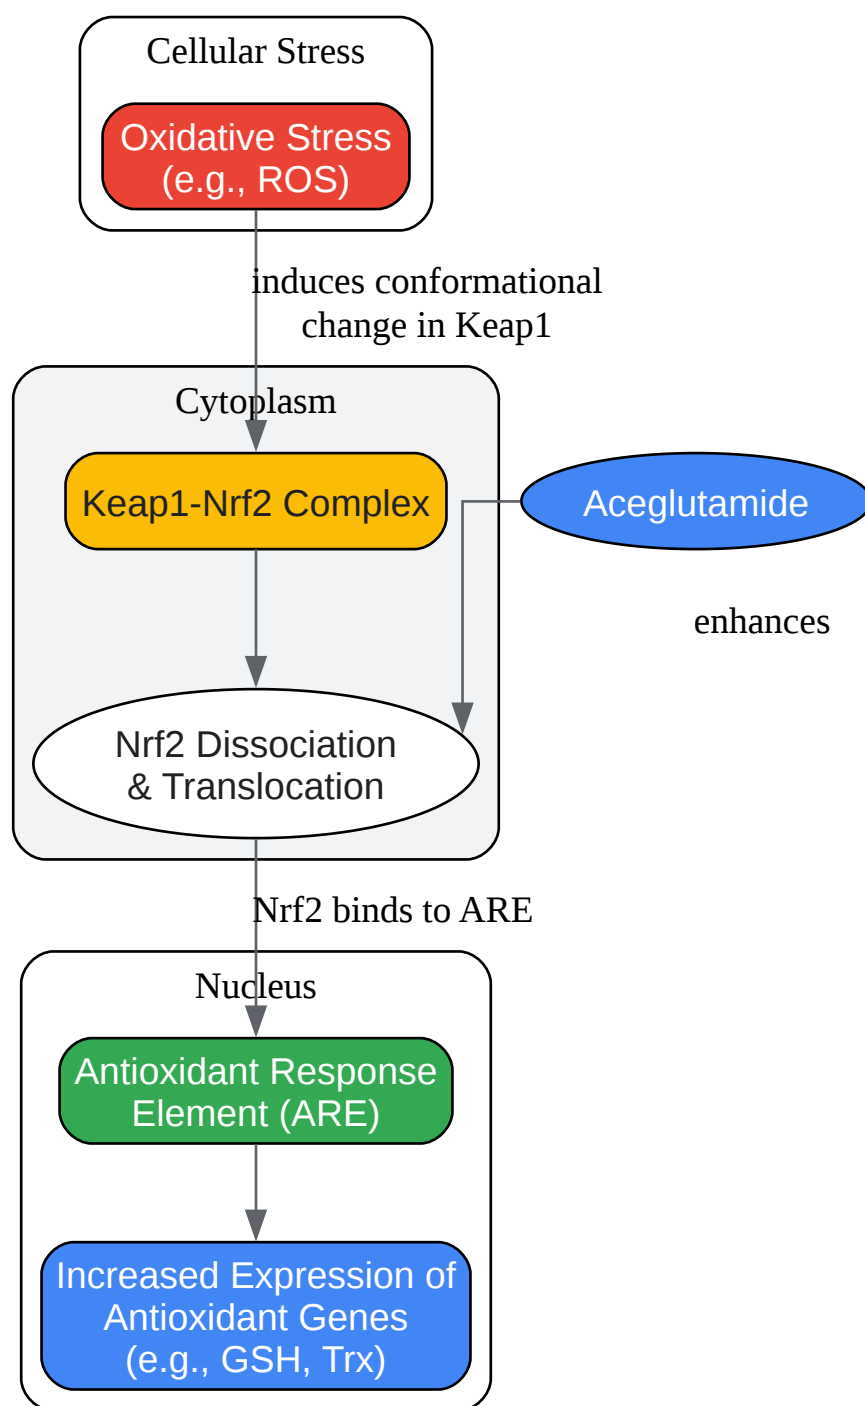 Cellular Stress
Oxidative Stress
(e.g., ROS)
induces conformational
change in Keap1
Cytoplasm
Keap1-Nrf2 Complex
Aceglutamide
enhances
Nrf2 Dissociation
& Translocation
Nrf2 binds to ARE
Nucleus
Antioxidant Response
Element (ARE)
Increased Expression of
Antioxidant Genes
(e.g., GSH, Trx)